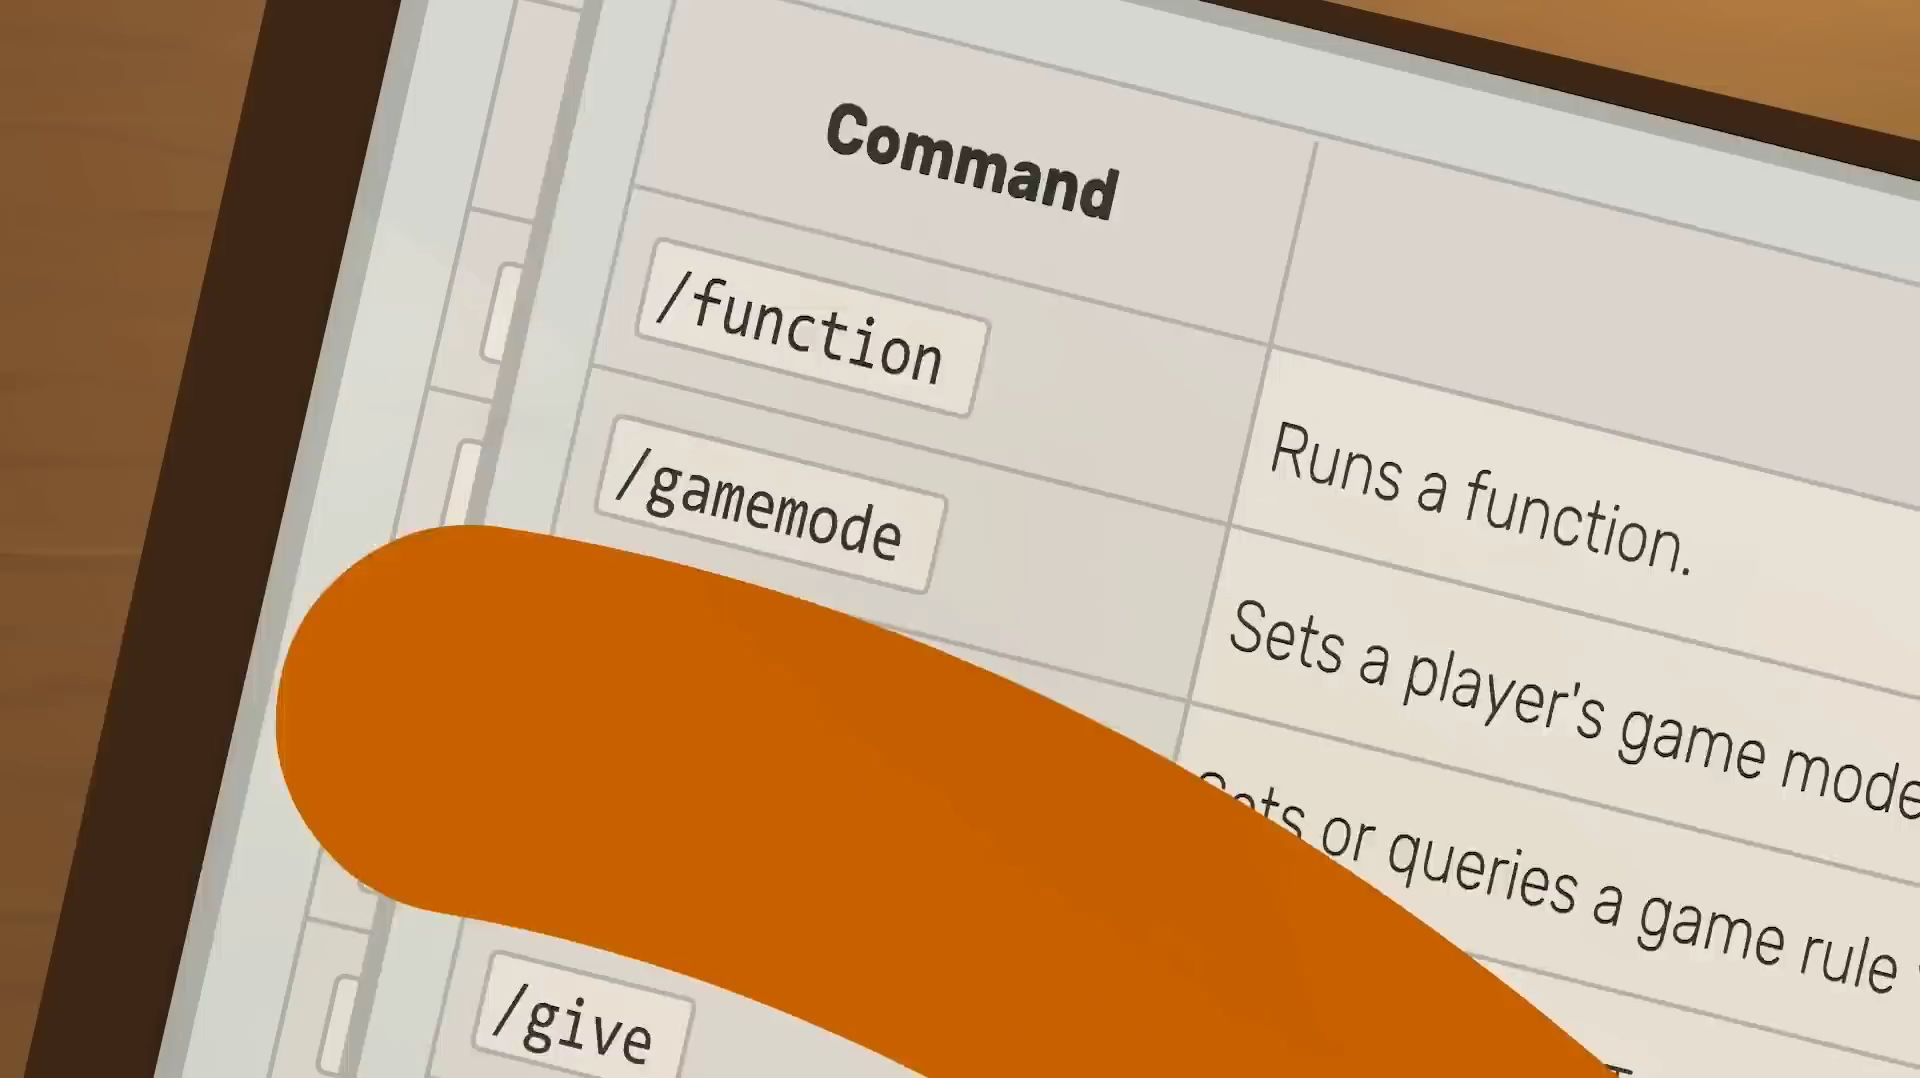 Command
/function
Runs a function.
/gamemode
Sets a player's game mode
or queries a game rule
/give